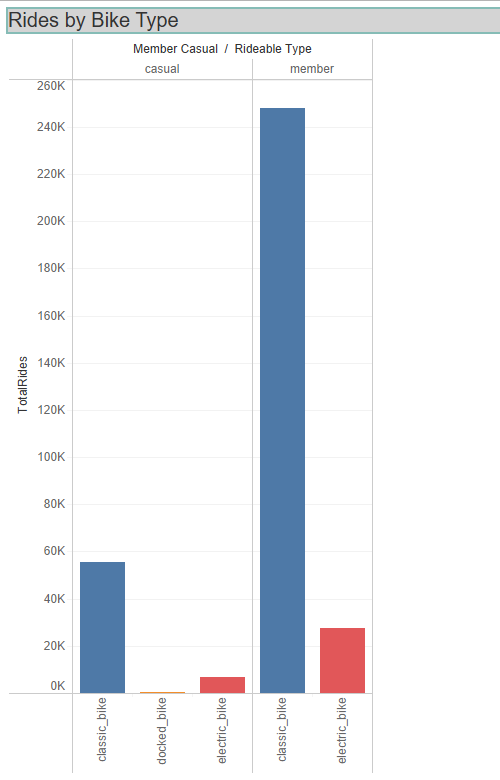 Rides by Bike Type
Member Casual / Rideable Type
casual member
260K
240K
220K
200K
180K
160K
140K
120K
100K
80K
60K
40K
20K
0K
TotalRides
classic_bike
docked_bike
electric_bike
classic_bike
electric_bike